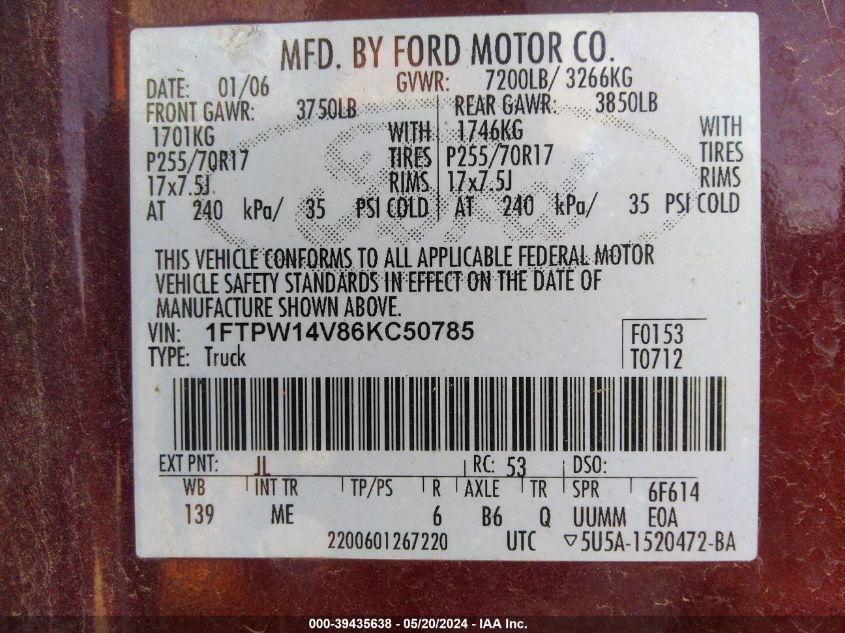 MFD. BY FORD MOTOR CO.
DATE: 01/06 GVWR: 7200LB/ 3266KG
FRONT GAWR: 3750LB REAR GAWR: 3850LB
1701KG WITH 1746KG WITH
P255/70R17 TIRES P255/70R17 TIRES
17x7.5J RIMS 17x7.5J RIMS
AT 240 kPa/ 35 PSI COLD AT 240 kPa/ 35 PSI COLD
Ford
THIS VEHICLE CONFORMS TO ALL APPLICABLE FEDERAL MOTOR
VEHICLE SAFETY STANDARDS IN EFFECT ON THE DATE OF
MANUFACTURE SHOWN ABOVE.
VIN: 1FTPW14V86KC50785 F0153
TYPE: Truck T0712
EXT PNT: JL RC: 53 DSO:
WB INT TR TP/PS R AXLE TR SPR 6F614
139 ME 6 B6 Q UUMM E0A
2200601267220 UTC ▽5U5A-1520472-BA
000-39435638 - 05/20/2024 - IAA Inc.